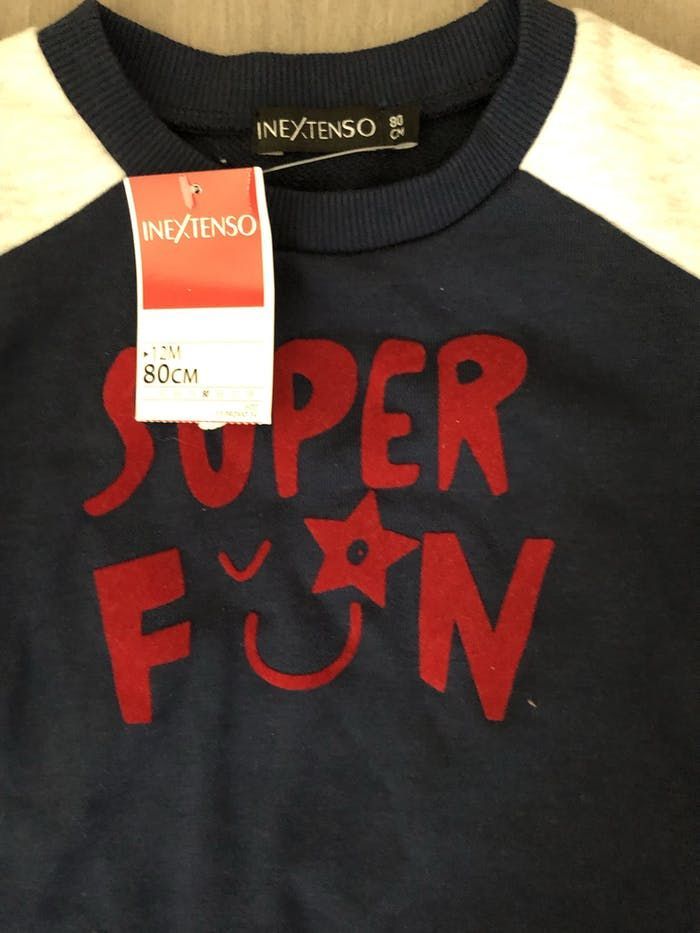 INEXTENSO 80
CM
INEXTENSO
12M
80CM
SUPER
FUN